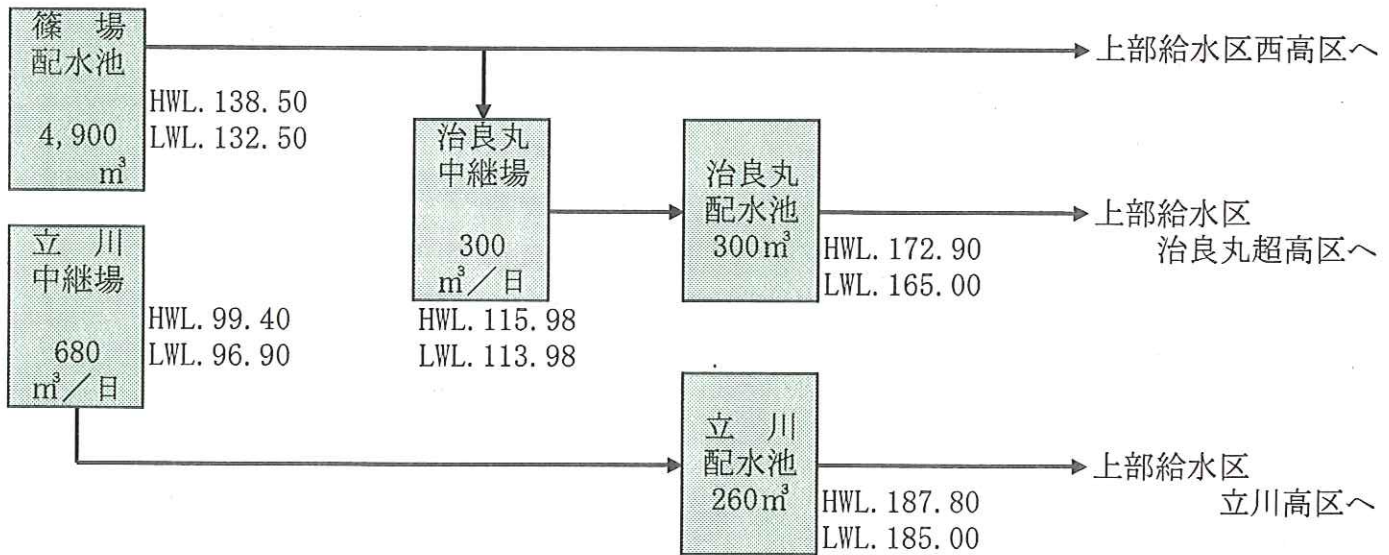 篠 場
配水池
4,900
㎥
HWL.138.50
LWL.132.50
上部給水区西高区へ
治良丸
中継場
300
㎥／日
HWL.115.98
LWL.113.98
治良丸
配水池
300㎥
HWL.172.90
LWL.165.00
上部給水区
治良丸超高区へ
立 川
中継場
680
㎥／日
HWL.99.40
LWL.96.90
立 川
配水池
260㎥
HWL.187.80
LWL.185.00
上部給水区
立川高区へ